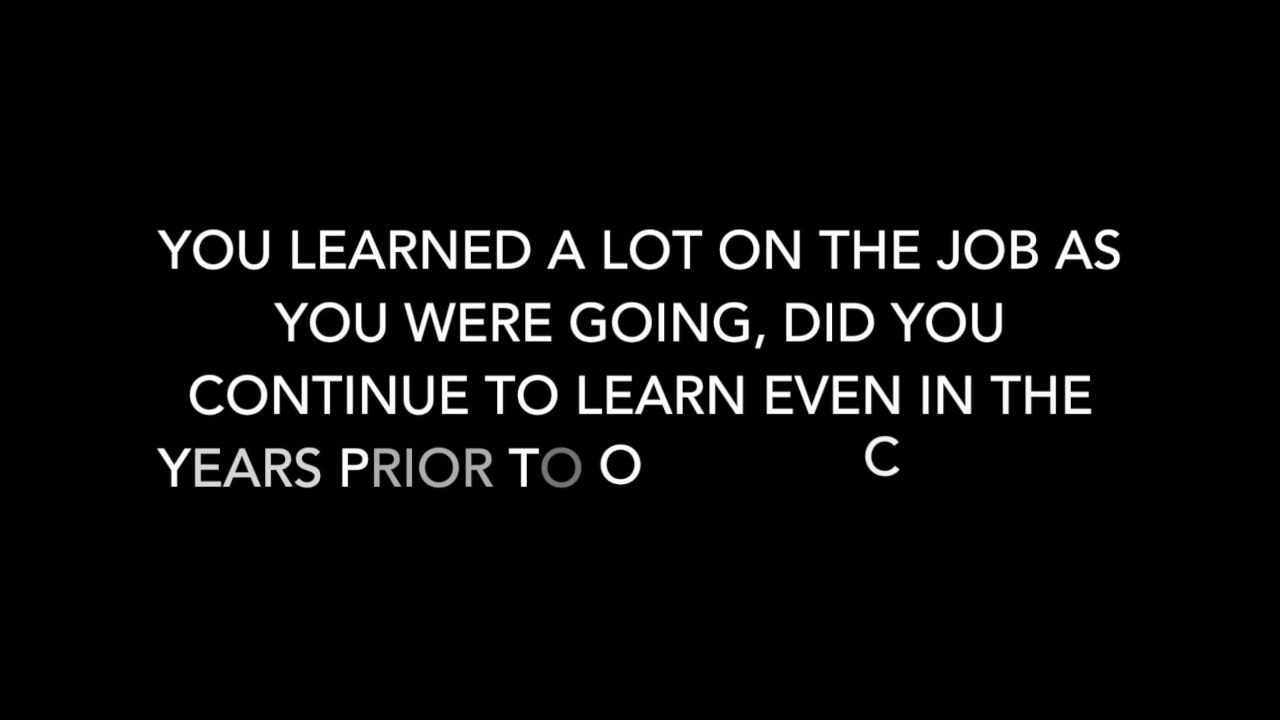 YOU LEARNED A LOT ON THE JOB AS
YOU WERE GOING, DID YOU
CONTINUE TO LEARN EVEN IN THE
YEARS PRIOR TO O C